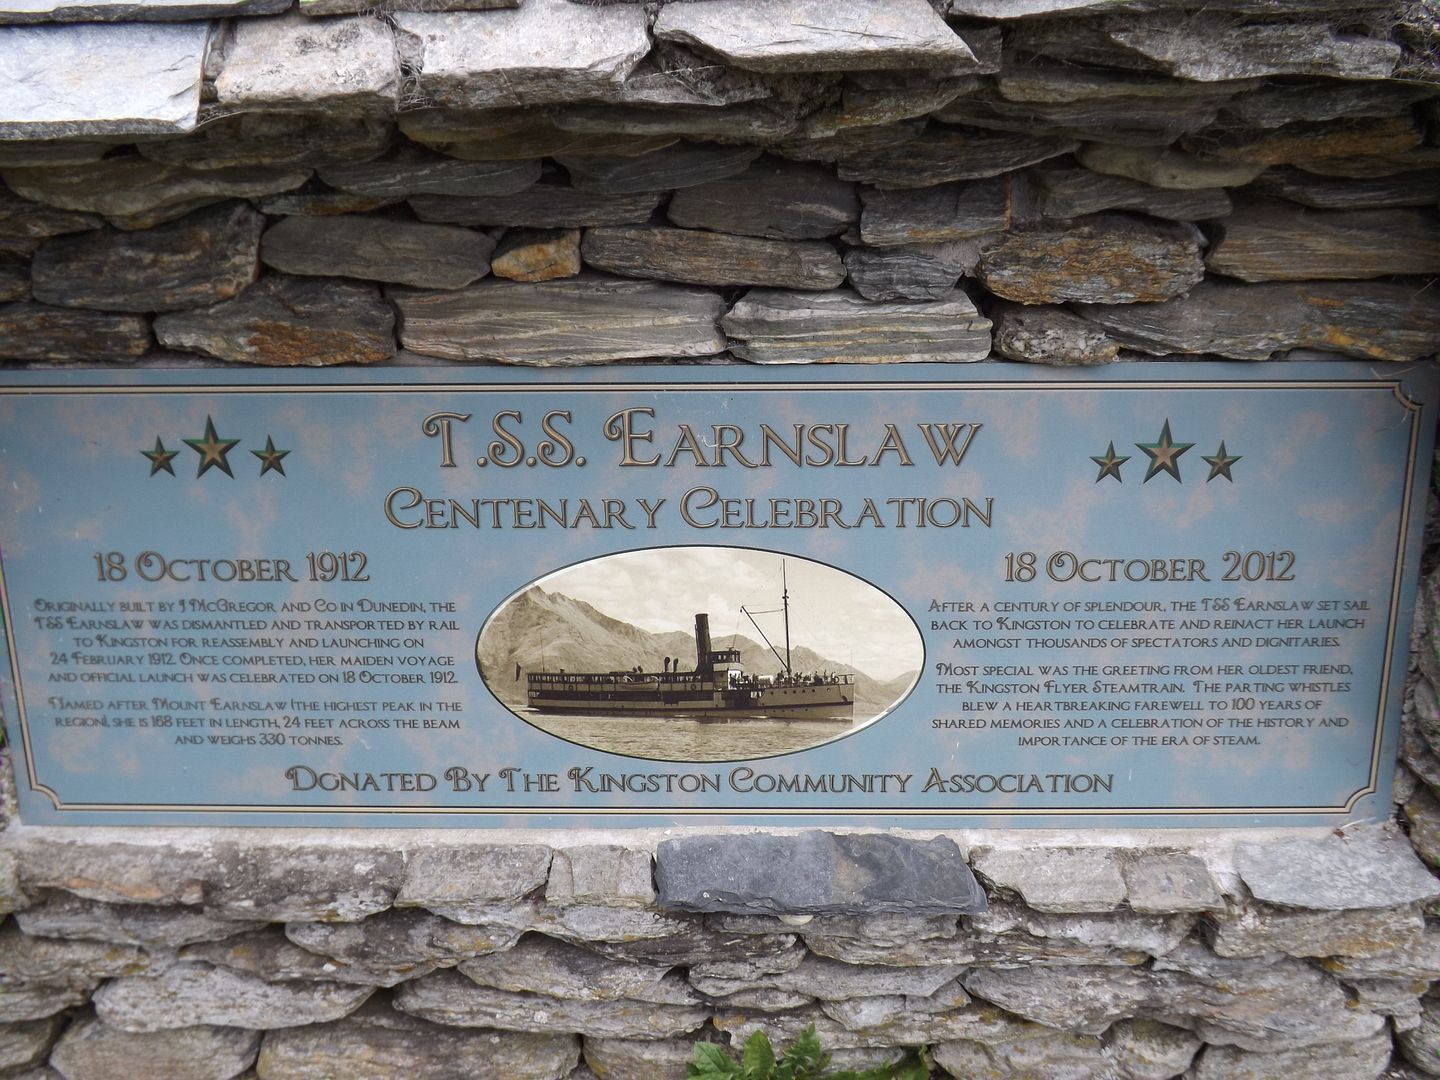 T.S.S. Earnslaw
Centenary Celebration
18 October 1912
Originally built by J McGregor and Co in Dunedin, the
TSS Earnslaw was dismantled and transported by rail
to Kingston for reassembly and launching on
24 February 1912. Once completed, her maiden voyage
and official launch was celebrated on 18 October 1912.
Named after Mount Earnslaw (the highest peak in the
region), she is 168 feet in length, 24 feet across the beam
and weighs 330 tonnes.
18 October 2012
After a century of splendour, the TSS Earnslaw set sail
back to Kingston to celebrate and reinact her launch
amongst thousands of spectators and dignitaries.
Most special was the greeting from her oldest friend,
the Kingston Flyer Steamtrain. The parting whistles
blew a heartbreaking farewell to 100 years of
shared memories and a celebration of the history and
importance of the era of steam.
Donated By The Kingston Community Association